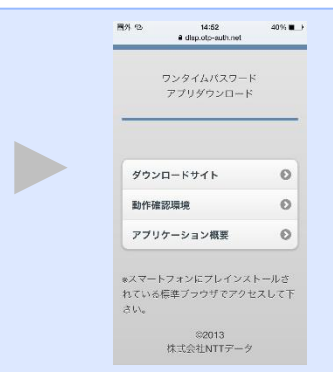 圏外 14:52 40%
disp.otp-auth.net
ワンタイムパスワード
アプリダウンロード
ダウンロードサイト
動作確認環境
アプリケーション概要
※スマートフォンにプレインストールさ
れている標準ブラウザでアクセスして下
さい。
©2013
株式会社NTTデータ